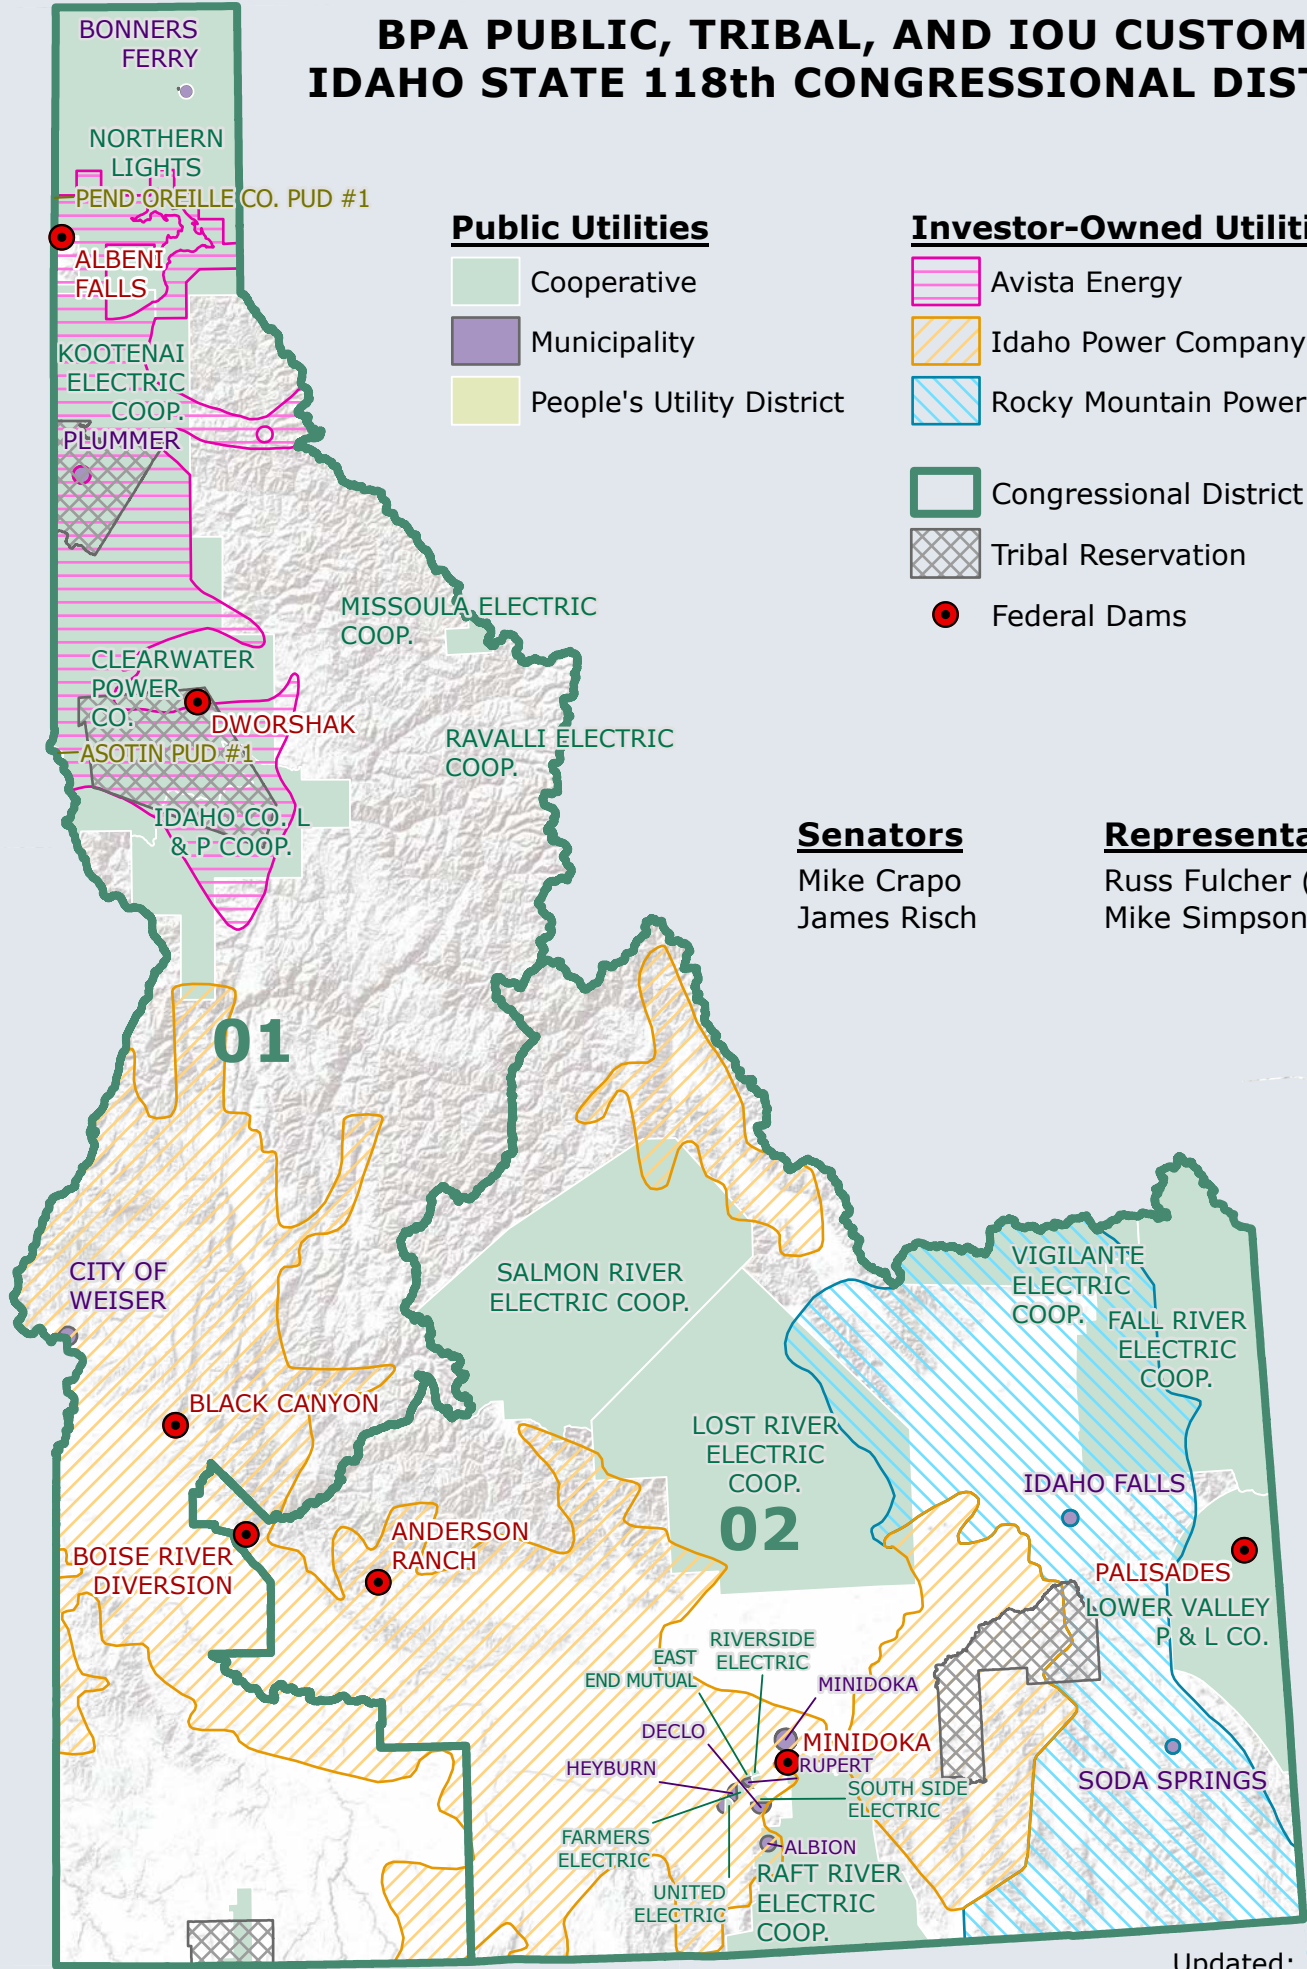 BPA PUBLIC, TRIBAL, AND IOU CUSTOM
IDAHO STATE 118th CONGRESSIONAL DIST
BONNERS
FERRY
NORTHERN
LIGHTS
PEND OREILLE CO. PUD #1
ALBENI
FALLS
KOOTENAI
ELECTRIC
COOP.
PLUMMER
Public Utilities
Cooperative
Municipality
People's Utility District
Investor-Owned Utiliti
Avista Energy
Idaho Power Company
Rocky Mountain Power
Congressional District
Tribal Reservation
Federal Dams
MISSOULA ELECTRIC
COOP.
CLEARWATER
POWER
CO.
DWORSHAK
ASOTIN PUD #1
RAVALLI ELECTRIC
COOP.
IDAHO CO. L
& P COOP.
Senators
Mike Crapo
James Risch
Representa
Russ Fulcher (
Mike Simpson
01
CITY OF
WEISER
SALMON RIVER
ELECTRIC COOP.
VIGILANTE
ELECTRIC
COOP.
FALL RIVER
ELECTRIC
COOP.
BLACK CANYON
LOST RIVER
ELECTRIC
COOP.
02
IDAHO FALLS
ANDERSON
RANCH
BOISE RIVER
DIVERSION
PALISADES
LOWER VALLEY
P & L CO.
RIVERSIDE
ELECTRIC
EAST
END MUTUAL
MINIDOKA
DECLO
MINIDOKA
HEYBURN
RUPERT
SOUTH SIDE
ELECTRIC
SODA SPRINGS
FARMERS
ELECTRIC
ALBION
RAFT RIVER
ELECTRIC
COOP.
UNITED
ELECTRIC
Updated: